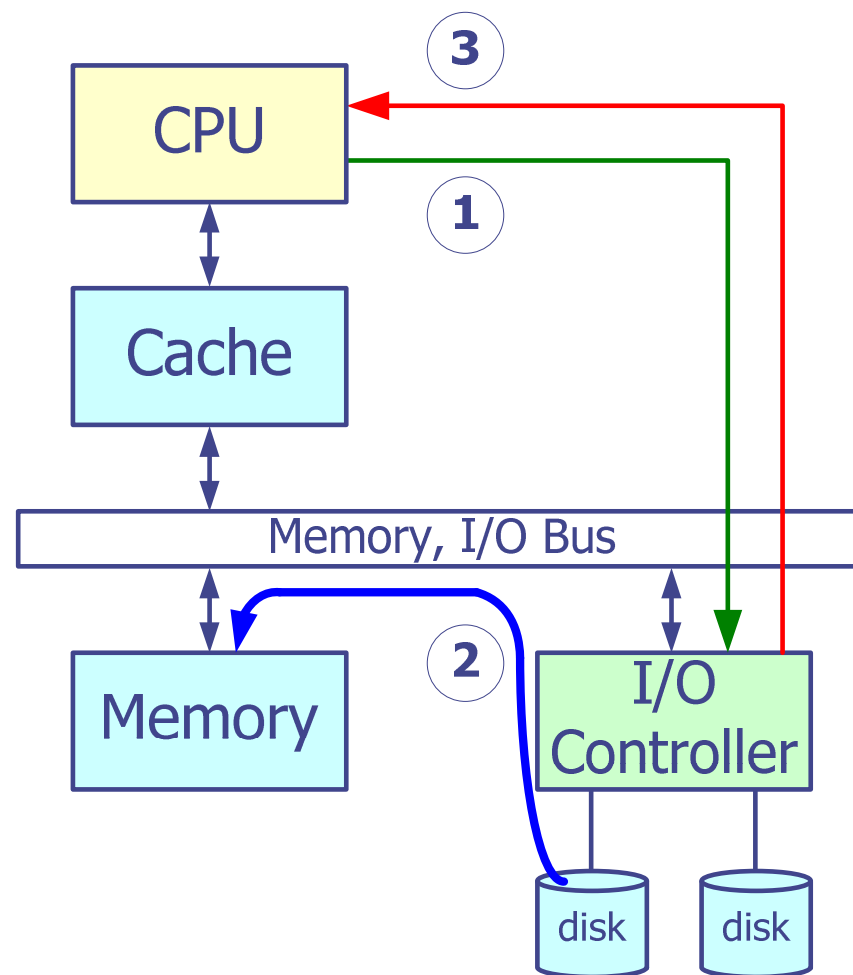 3
CPU
1
Cache
Memory, I/O Bus
2
Memory
I/O
Controller
disk
disk